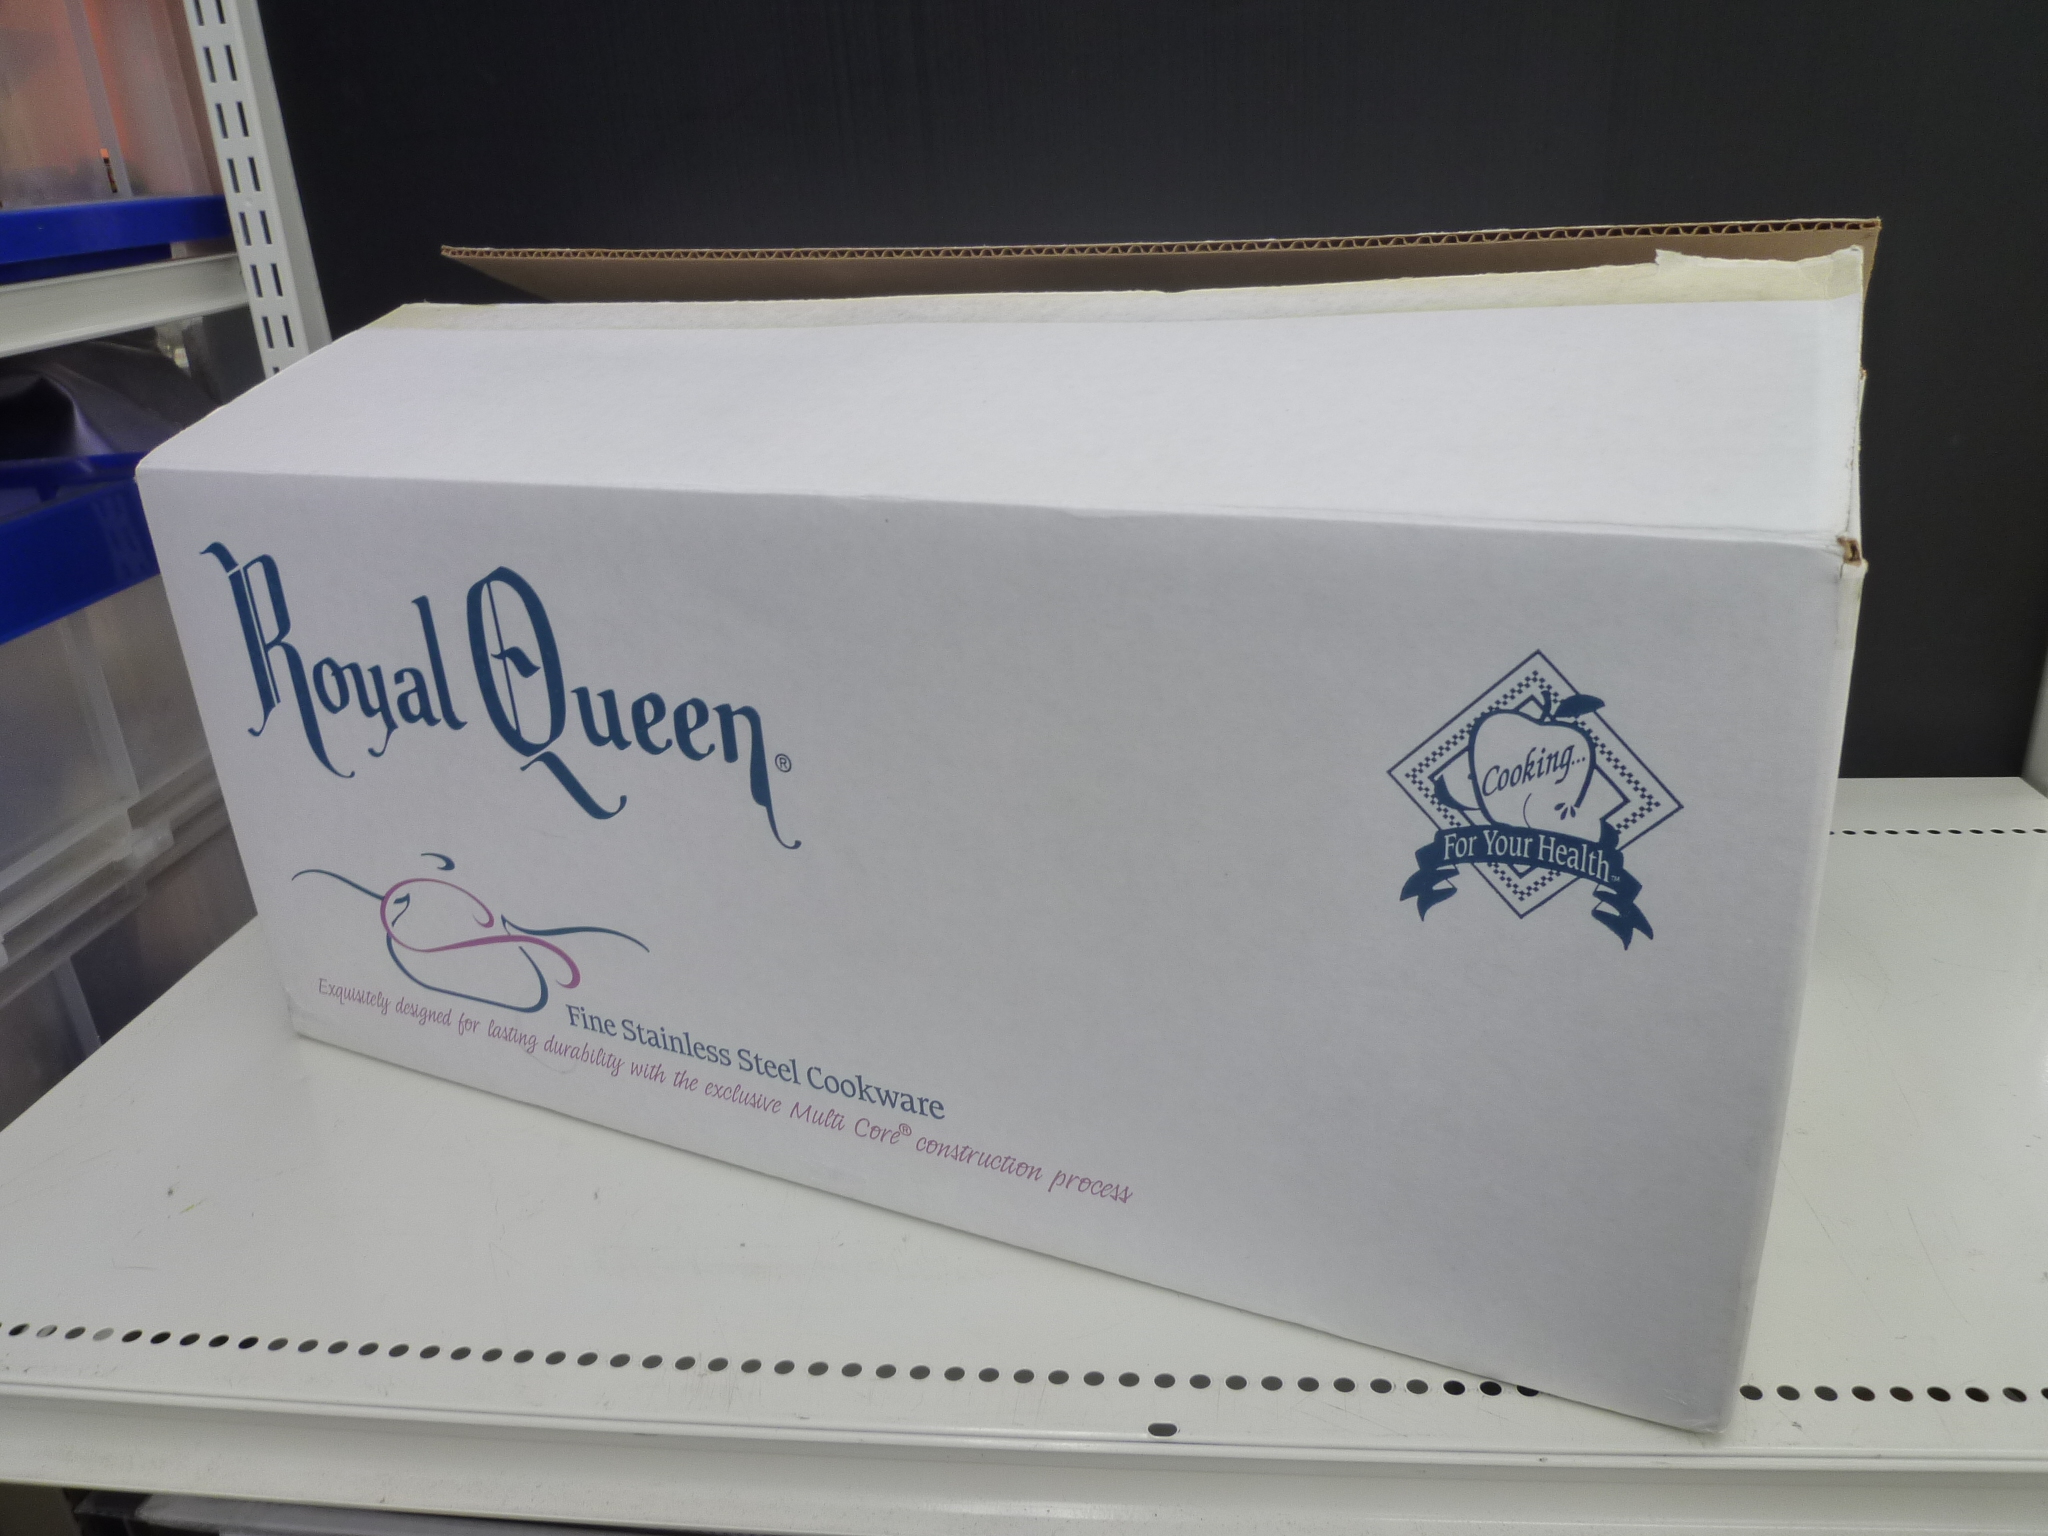 Royal Queen®
Cooking...
For Your Health™
Fine Stainless Steel Cookware
Exquisitely designed for lasting durability with the exclusive Multi Core® construction process